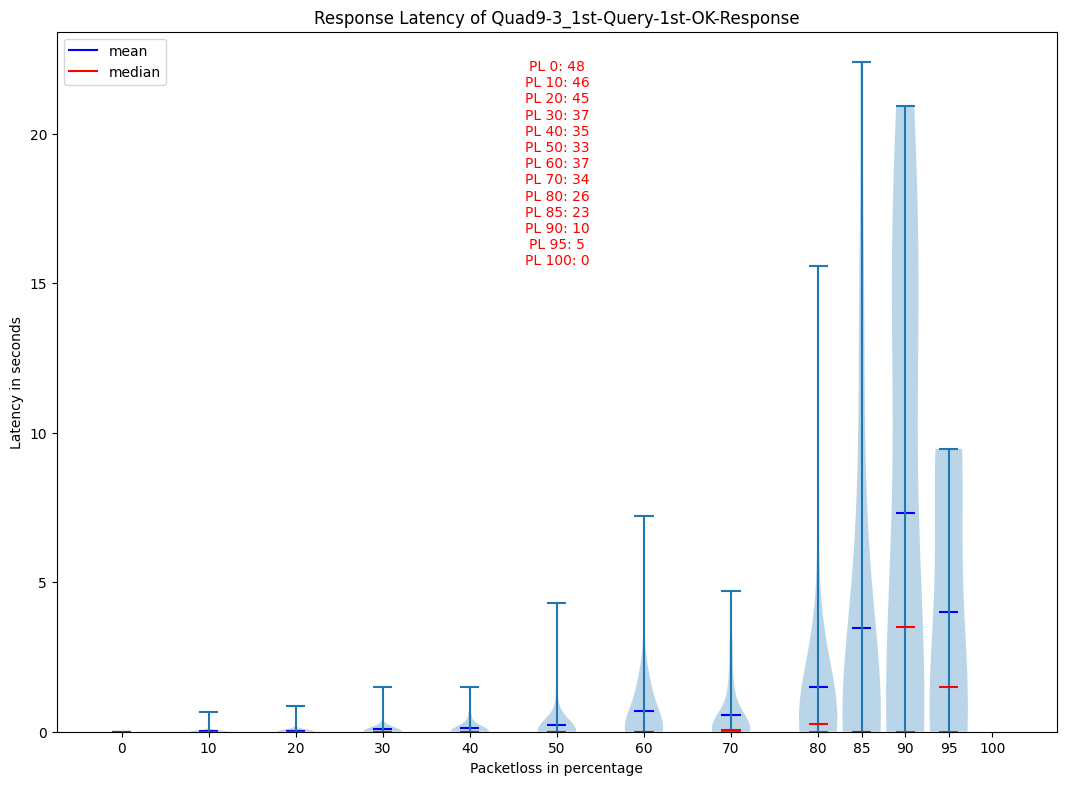 Response Latency of Quad9-3_1st-Query-1st-OK-Response
mean
median
PL 0: 48
PL 10: 46
PL 20: 45
PL 30: 37
PL 40: 35
PL 50: 33
PL 60: 37
PL 70: 34
PL 80: 26
PL 85: 23
PL 90: 10
PL 95: 5
PL 100: 0
Latency in seconds
20
15
10
5
0
0 10 20 30 40 50 60 70 80 85 90 95 100
Packetloss in percentage